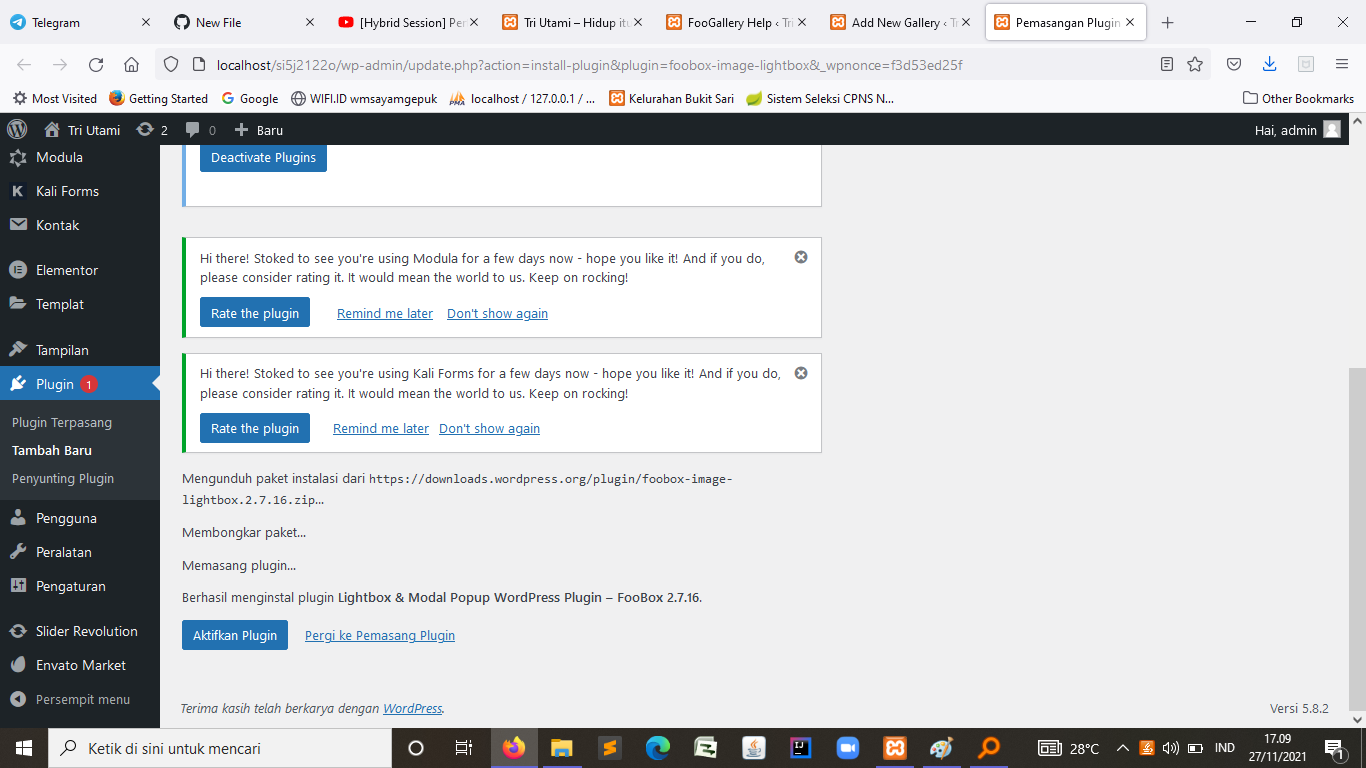 Telegram
New File
[Hybrid Session] Per
Tri Utami – Hidup itu
FooGallery Help ‹ Tri
Add New Gallery ‹ Tr
Pemasangan Plugin
localhost/si5j2122o/wp-admin/update.php?action=install-plugin&plugin=foobox-image-lightbox&_wpnonce=f3d53ed25f
Most Visited
Getting Started
Google
WIFI.ID wmsayamgepuk
localhost / 127.0.0.1 / ...
Kelurahan Bukit Sari
Sistem Seleksi CPNS N...
Other Bookmarks
Tri Utami
2
0
Baru
Hai, admin
Modula
Kali Forms
Kontak
Elementor
Templat
Tampilan
Plugin 1
Plugin Terpasang
Tambah Baru
Penyunting Plugin
Pengguna
Peralatan
Pengaturan
Slider Revolution
Envato Market
Persempit menu
Deactivate Plugins
Hi there! Stoked to see you're using Modula for a few days now - hope you like it! And if you do,
please consider rating it. It would mean the world to us. Keep on rocking!
Rate the plugin
Remind me later
Don't show again
Hi there! Stoked to see you're using Kali Forms for a few days now - hope you like it! And if you do,
please consider rating it. It would mean the world to us. Keep on rocking!
Rate the plugin
Remind me later
Don't show again
Mengunduh paket instalasi dari https://downloads.wordpress.org/plugin/foobox-image-
lightbox.2.7.16.zip…
Membongkar paket…
Memasang plugin…
Berhasil menginstal plugin Lightbox & Modal Popup WordPress Plugin – FooBox 2.7.16.
Aktifkan Plugin
Pergi ke Pemasang Plugin
Terima kasih telah berkarya dengan WordPress.
Versi 5.8.2
Ketik di sini untuk mencari
28°C
IND
17.09
27/11/2021
1